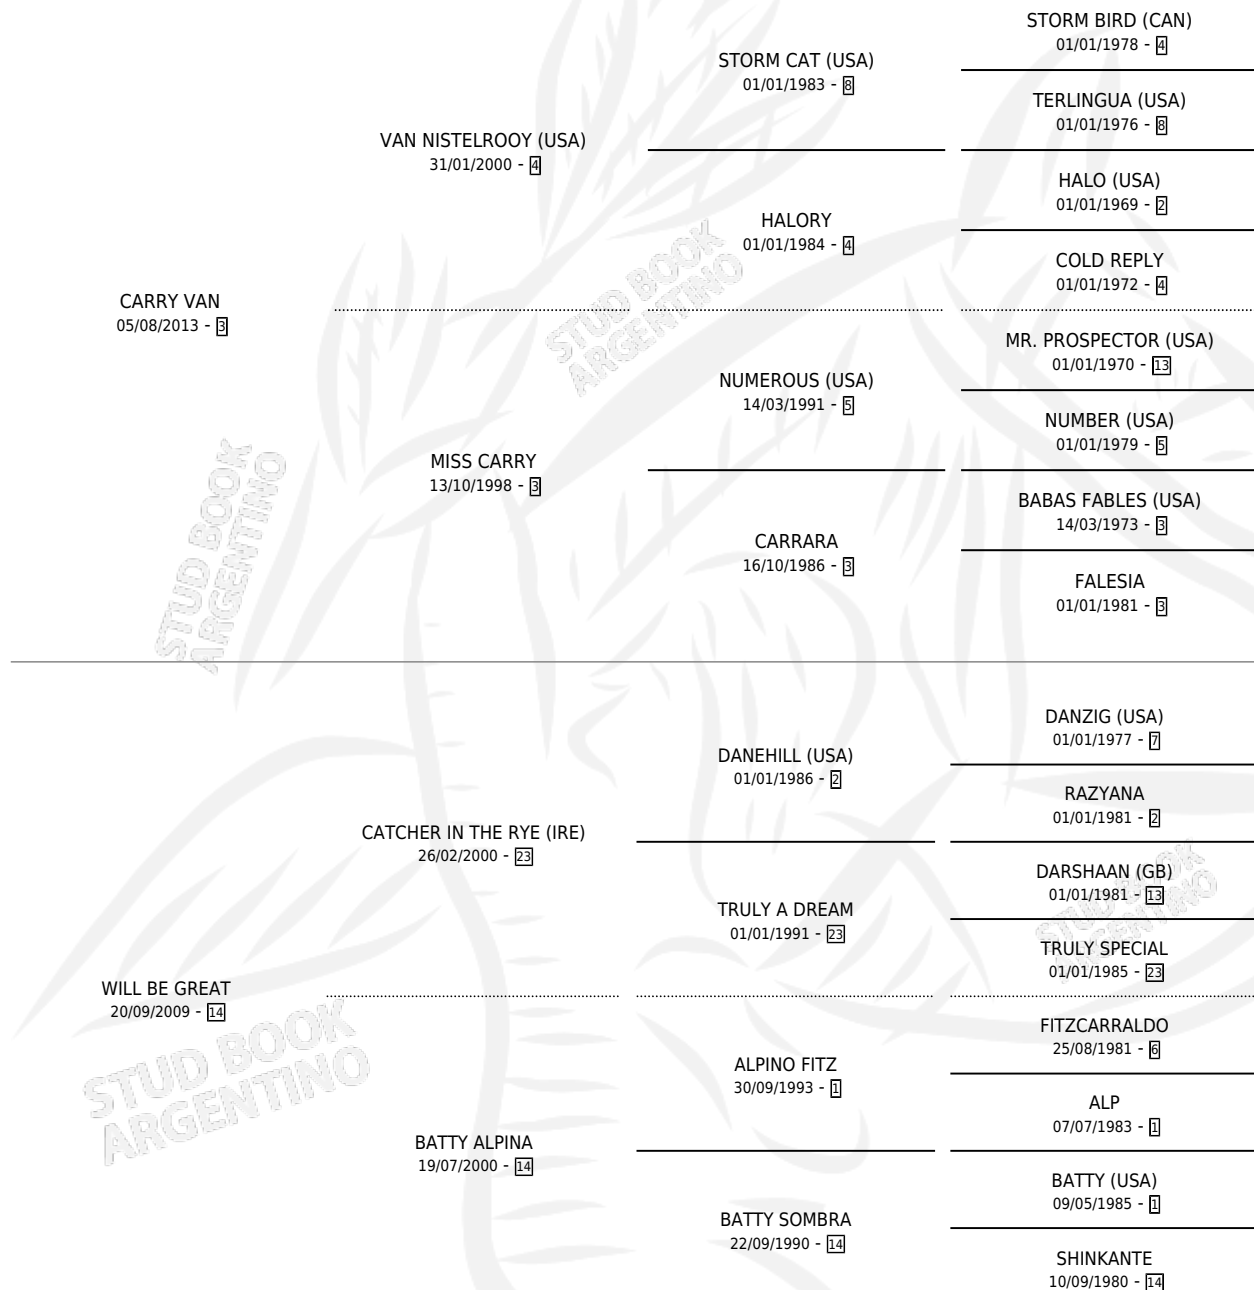 STORM BIRD (CAN)
01/01/1978 - 4
STORM CAT (USA)
01/01/1983 - 8
TERLINGUA (USA)
01/01/1976 - 8
VAN NISTELROOY (USA)
31/01/2000 - 4
HALO (USA)
01/01/1969 - 2
HALORY
01/01/1984 - 4
COLD REPLY
01/01/1972 - 4
CARRY VAN
05/08/2013 - 3
MR. PROSPECTOR (USA)
01/01/1970 - 13
NUMEROUS (USA)
14/03/1991 - 5
NUMBER (USA)
01/01/1979 - 5
MISS CARRY
13/10/1998 - 3
BABAS FABLES (USA)
14/03/1973 - 3
CARRARA
16/10/1986 - 3
FALESIA
01/01/1981 - 3
DANZIG (USA)
01/01/1977 - 7
DANEHILL (USA)
01/01/1986 - 2
RAZYANA
01/01/1981 - 2
CATCHER IN THE RYE (IRE)
26/02/2000 - 23
DARSHAAN (GB)
01/01/1981 - 13
TRULY A DREAM
01/01/1991 - 23
TRULY SPECIAL
01/01/1985 - 23
WILL BE GREAT
20/09/2009 - 14
FITZCARRALDO
25/08/1981 - 6
ALPINO FITZ
30/09/1993 - 1
ALP
07/07/1983 - 1
BATTY ALPINA
19/07/2000 - 14
BATTY (USA)
09/05/1985 - 1
BATTY SOMBRA
22/09/1990 - 14
SHINKANTE
10/09/1980 - 14
STUD BOOK
ARGENTINO
STUD BOOK
ARGENTINO
STUD BOOK
ARGENTINO
STUD BOOK
ARGENTINO